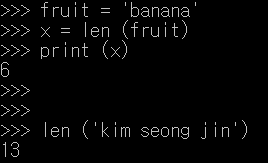 >>> fruit = 'banana'
>>> x = len (fruit)
>>> print (x)
6
>>>
>>>
>>> len ('kim seong jin')
13